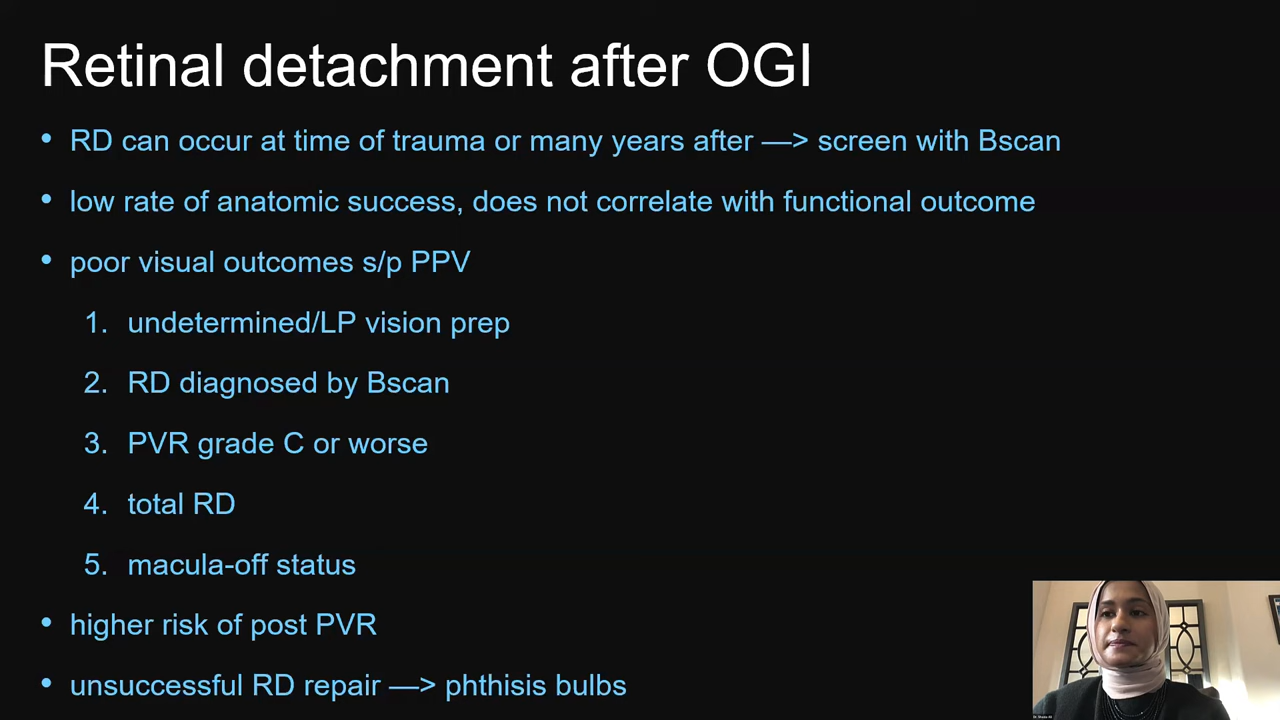 Retinal detachment after OGI
• RD can occur at time of trauma or many years after —> screen with Bscan
• low rate of anatomic success, does not correlate with functional outcome
• poor visual outcomes s/p PPV
1. undetermined/LP vision prep
2. RD diagnosed by Bscan
3. PVR grade C or worse
4. total RD
5. macula-off status
• higher risk of post PVR
• unsuccessful RD repair —> phthisis bulbs